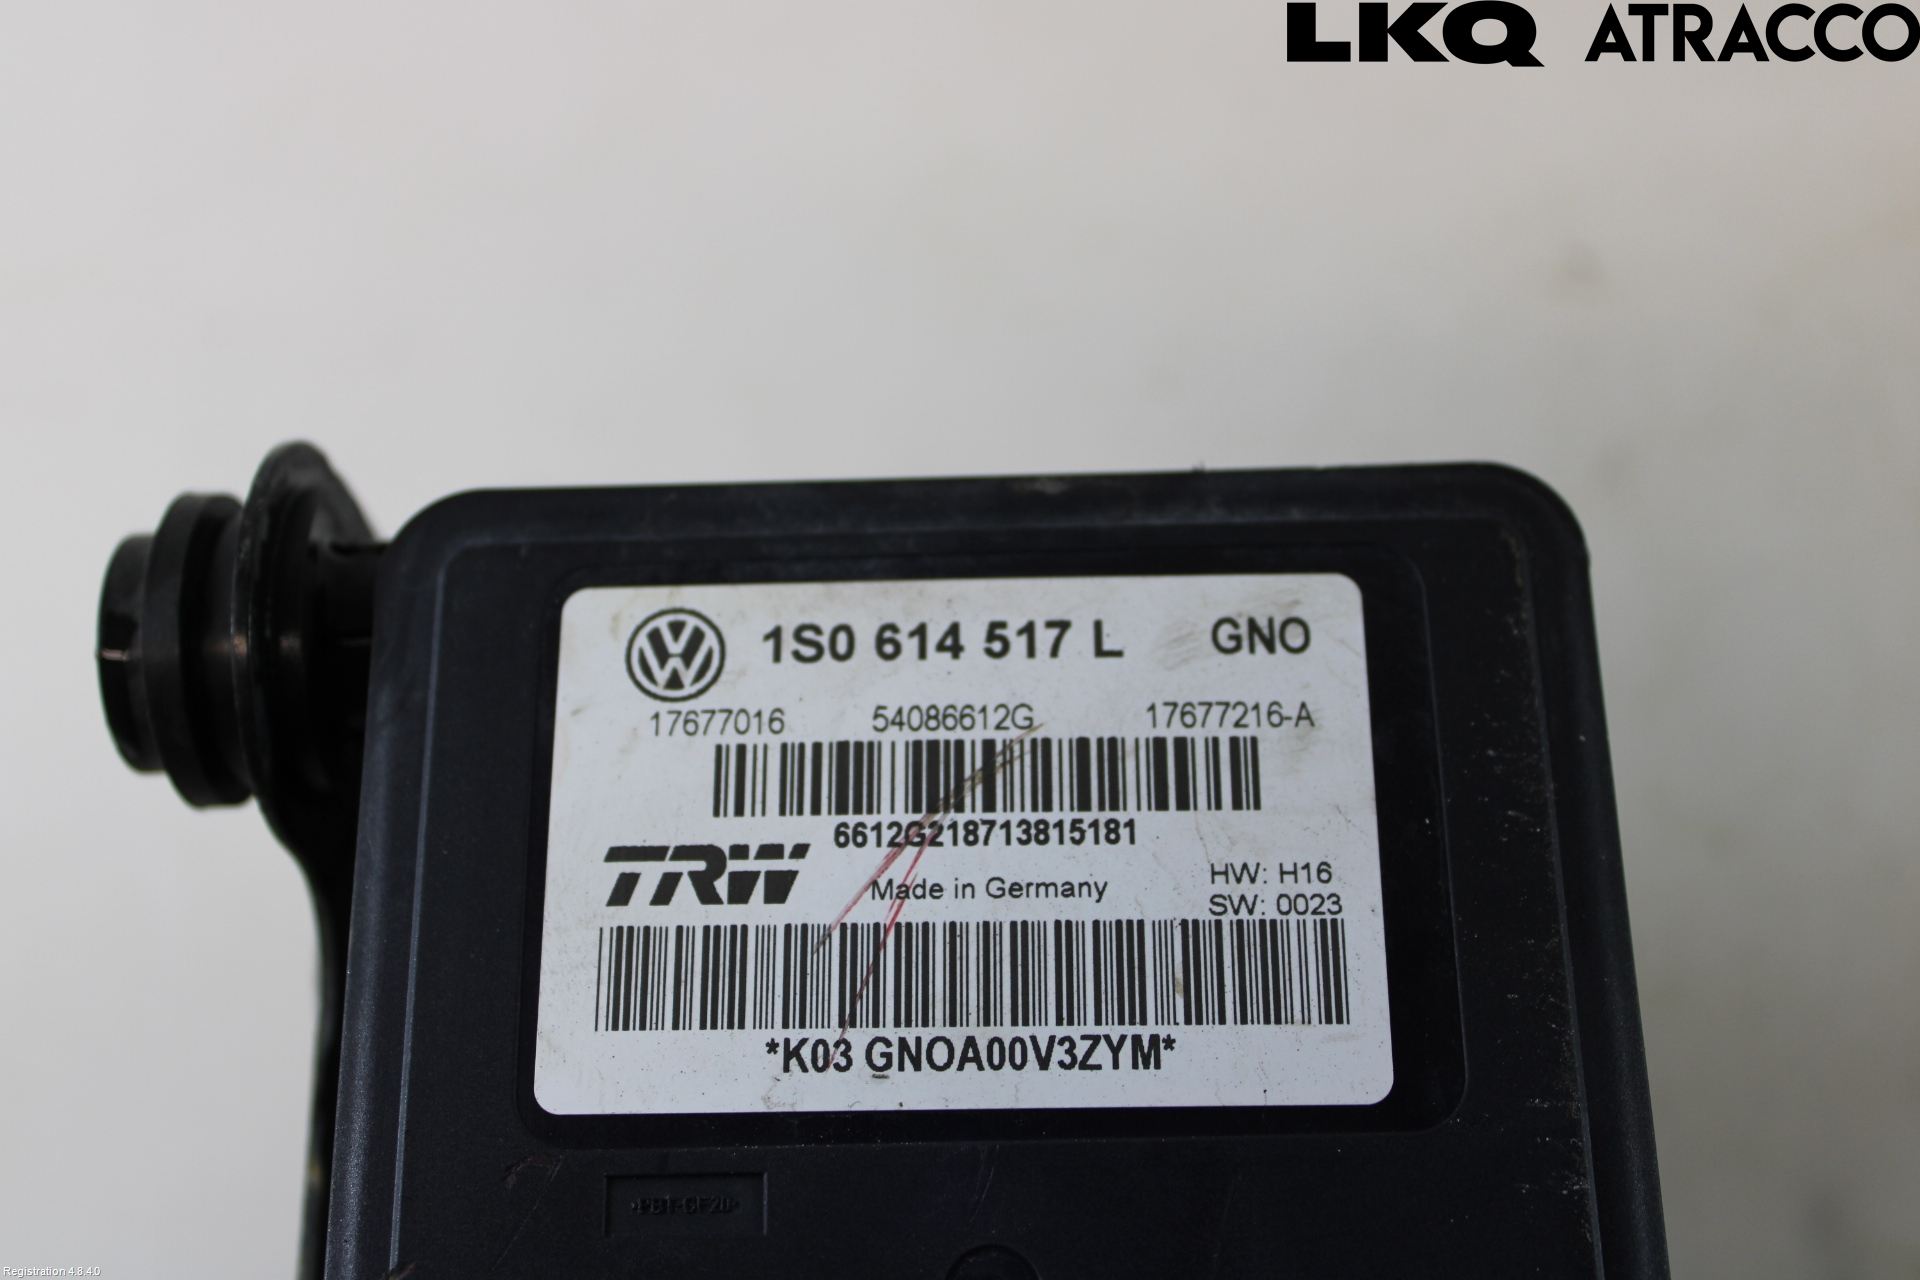 LKQ ATRACCO
1S0 614 517 L GNO
17677016 54086612G 17677216-A
6612G218713815181
TRW
Made in Germany
HW: H16
SW: 0023
*K03 GNOA00V3ZYM*
Registration 4.8.4.0